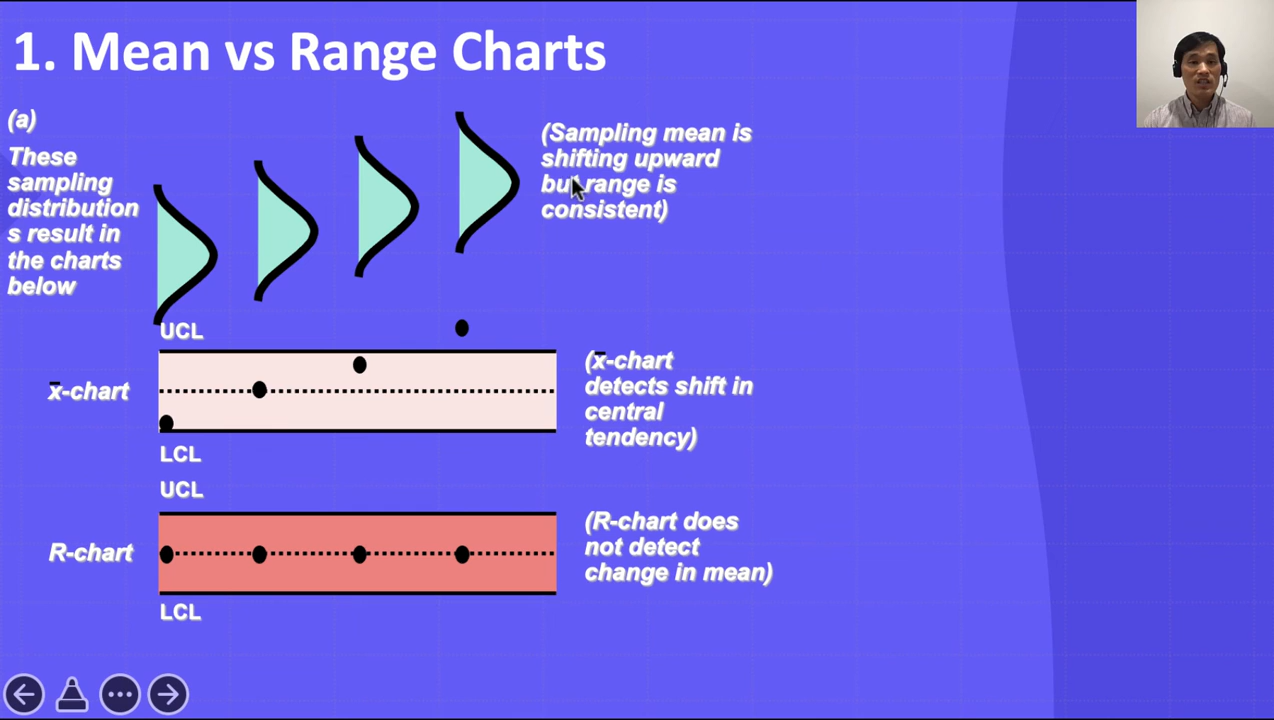 1. Mean vs Range Charts
(a)
These
sampling
distribution
s result in
the charts
below
(Sampling mean is
shifting upward
but range is
consistent)
UCL
x̄-chart
LCL
(x̄-chart
detects shift in
central
tendency)
UCL
R-chart
LCL
(R-chart does
not detect
change in mean)